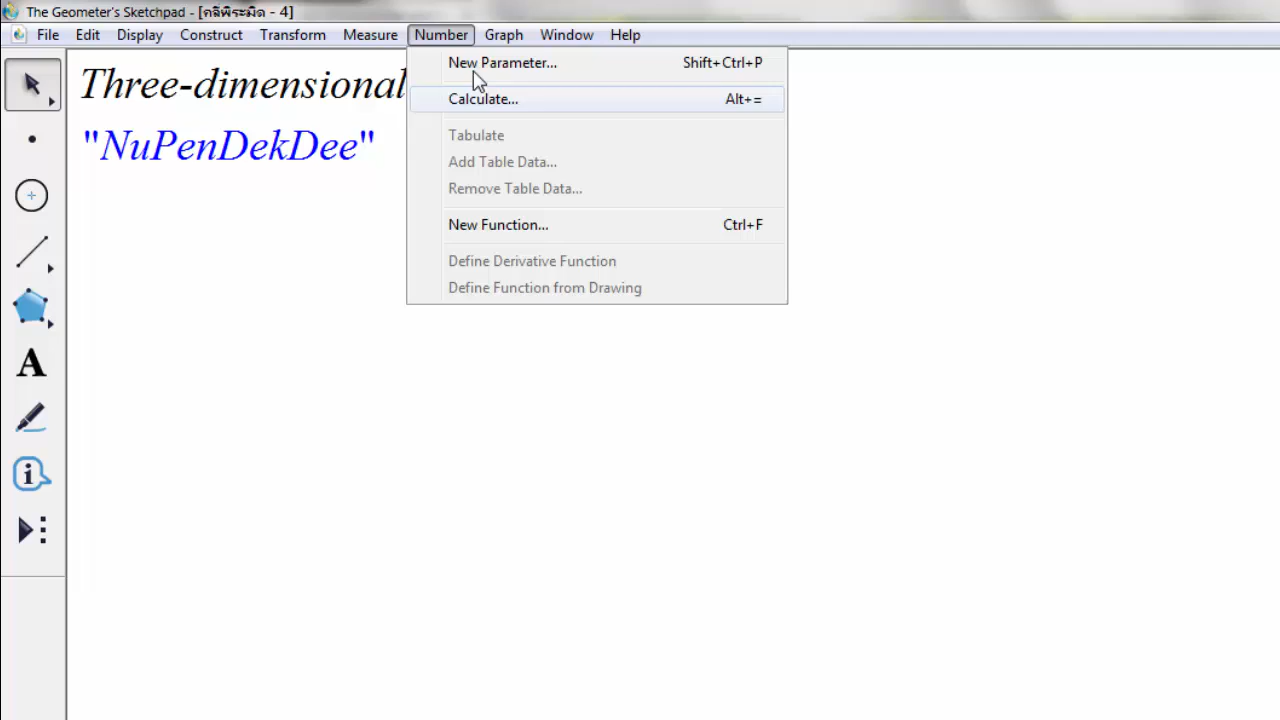 The Geometer's Sketchpad - [คลี่พีระมิด - 4]
File Edit Display Construct Transform Measure Number Graph Window Help
New Parameter... Shift+Ctrl+P
Three-dimensional
Calculate... Alt+=
"NuPenDekDee"
Tabulate
Add Table Data...
Remove Table Data...
New Function... Ctrl+F
Define Derivative Function
Define Function from Drawing
A
i